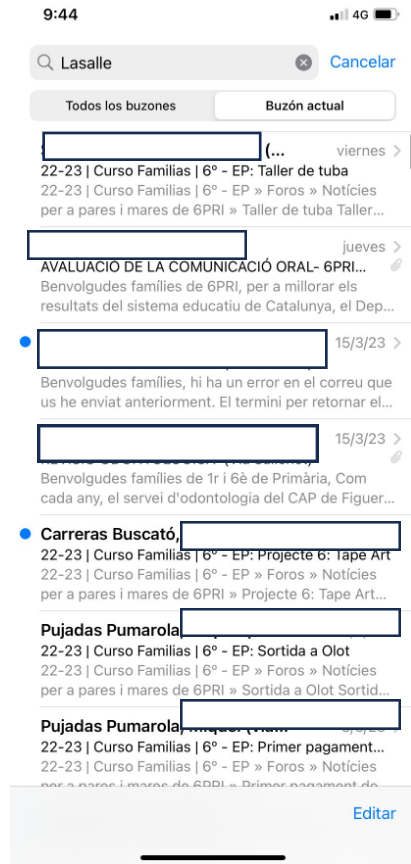 9:44
4G
Lasalle
Cancelar
Todos los buzones
Buzón actual
(...
viernes
22-23 | Curso Familias | 6º - EP: Taller de tuba
22-23 | Curso Familias | 6º - EP » Foros » Notícies
per a pares i mares de 6PRI » Taller de tuba Taller...
jueves
AVALUACIÓ DE LA COMUNICACIÓ ORAL- 6PRI...
Benvolgudes famílies de 6PRI, per a millorar els
resultats del sistema educatiu de Catalunya, el Dep...
15/3/23
Benvolgudes famílies, hi ha un error en el correu que
us he enviat anteriorment. El termini per retornar el...
15/3/23
Benvolgudes famílies de 1r i 6è de Primària, Com
cada any, el servei d'odontologia del CAP de Figuer...
Carreras Buscató,
22-23 | Curso Familias | 6º - EP: Projecte 6: Tape Art
22-23 | Curso Familias | 6º - EP » Foros » Notícies
per a pares i mares de 6PRI » Projecte 6: Tape Art...
Pujadas Pumarola,
22-23 | Curso Familias | 6º - EP: Sortida a Olot
22-23 | Curso Familias | 6º - EP » Foros » Notícies
per a pares i mares de 6PRI » Sortida a Olot Sortid...
Pujadas Pumarola,
22-23 | Curso Familias | 6º - EP: Primer pagament...
22-23 | Curso Familias | 6º - EP » Foros » Notícies
per a pares i mares de 6PRI » Primer pagament de
Editar